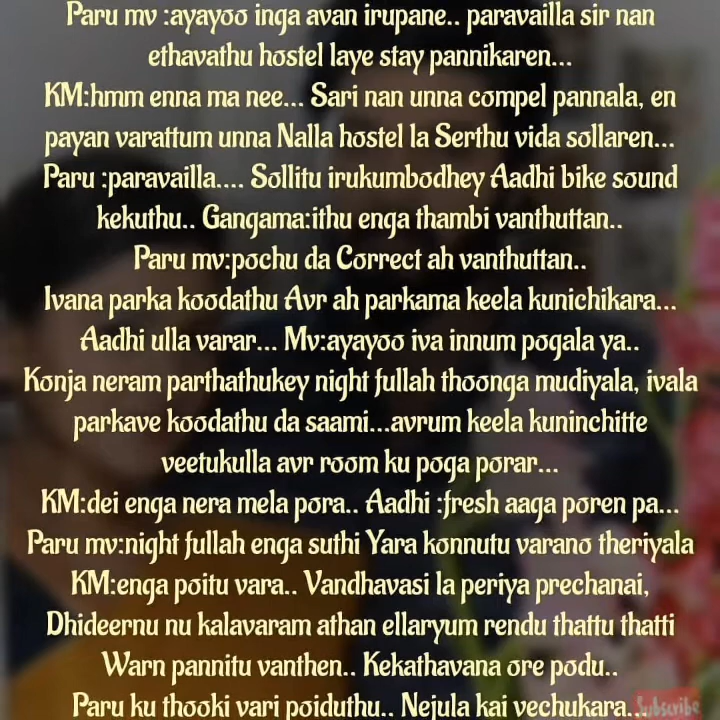 Paru mv :ayayoo inga avan irupane.. paravailla sir nan
ethavathu hostel laye stay pannikaren...
KM:hmm enna ma nee... Sari nan unna compel pannala, en
payan varattum unna Nalla hostel la Serthu vida sollaren...
Paru :paravailla.... Sollitu irukumbodhey Aadhi bike sound
kekuthu.. Gangama:ithu enga thambi vanthuttan..
Paru mv:pochu da Correct ah vanthuttan..
Ivana parka koodathu Avr ah parkama keela kunichikara...
Aadhi ulla varar... Mv:ayayoo iva innum pogala ya..
Konja neram parthathukey night fullah thoonga mudiyala, ivala
parkave koodathu da saami...avrum keela kuninchitte
veetukulla avr room ku poga porar...
KM:dei enga nera mela pora.. Aadhi :fresh aaga poren pa...
Paru mv:night fullah enga suthi Yara konnutu varano theriyala
KM:enga poitu vara.. Vandhavasi la periya prechanai,
Dhideernu nu kalavaram athan ellaryum rendu thattu thatti
Warn pannitu vanthen.. Kekathavana ore podu..
Paru ku thooki vari poiduthu.. Nejula kai vechukara...
Subscribe